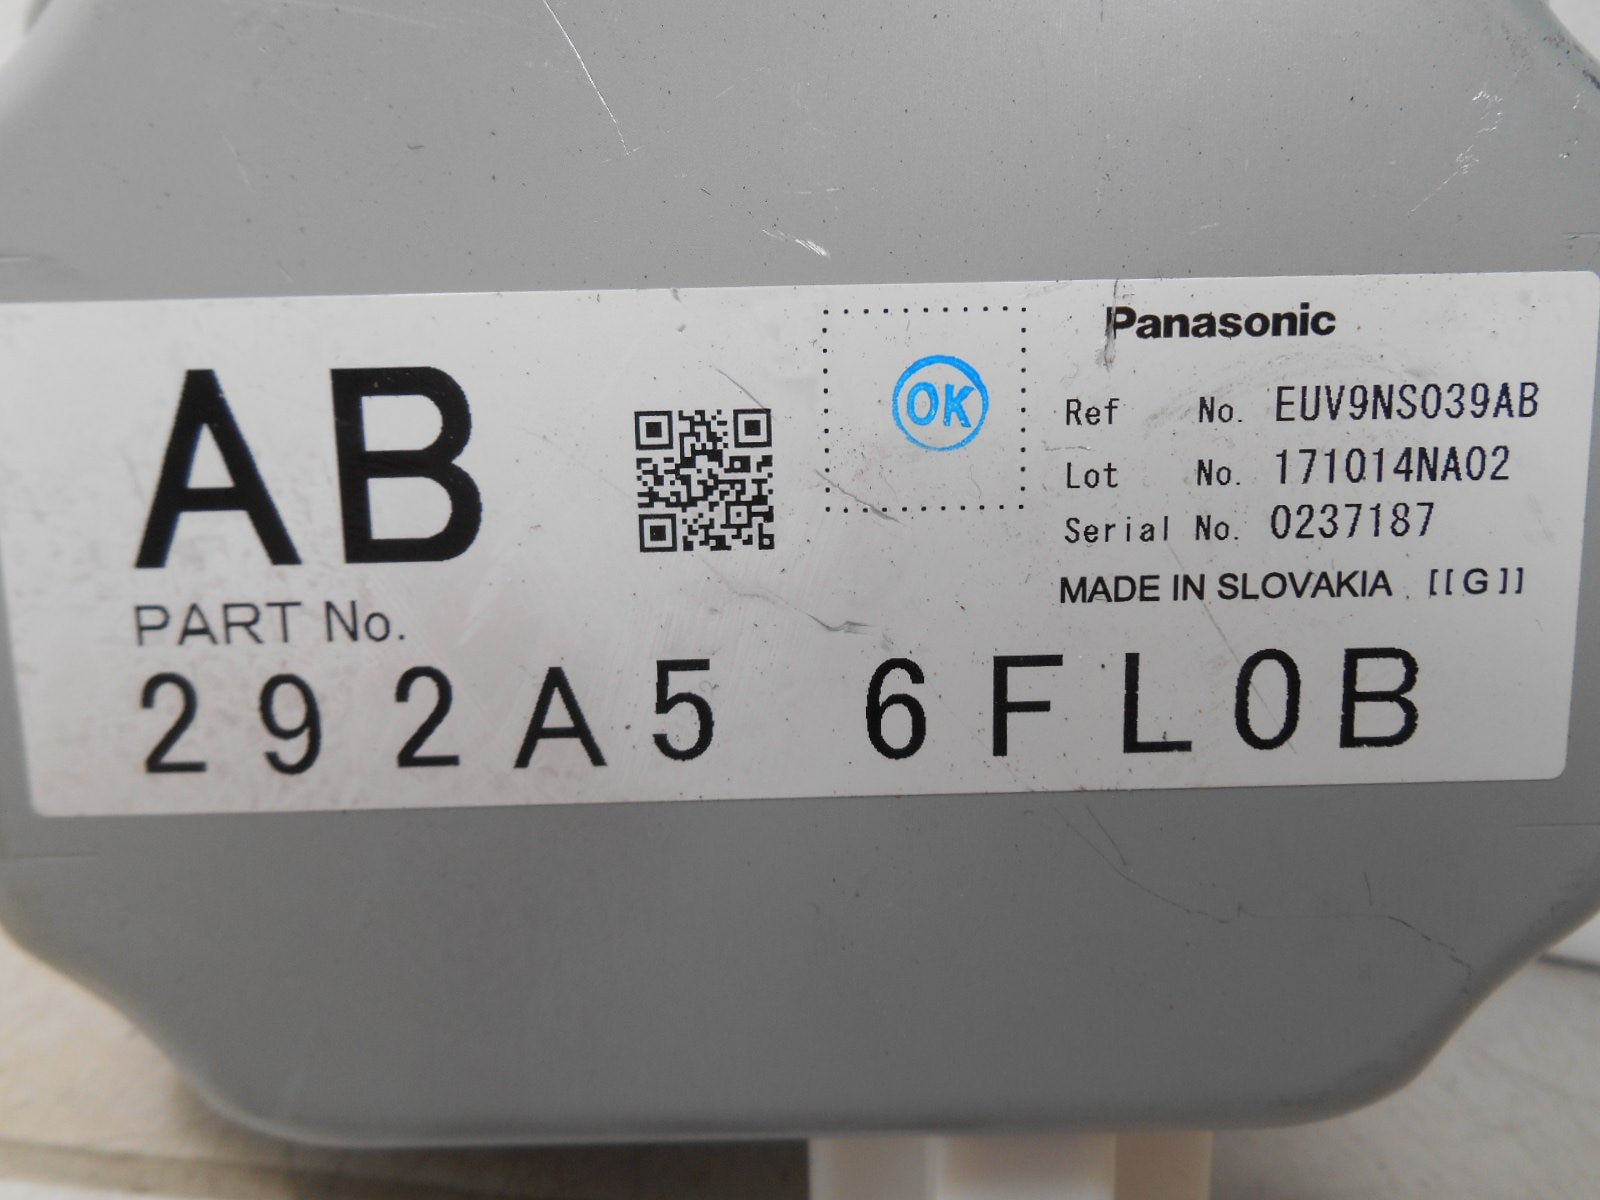 AB
OK
Panasonic
Ref No. EUV9NS039AB
Lot No. 171014NA02
Serial No. 0237187
MADE IN SLOVAKIA [[G]]
PART No.
292A5 6FL0B